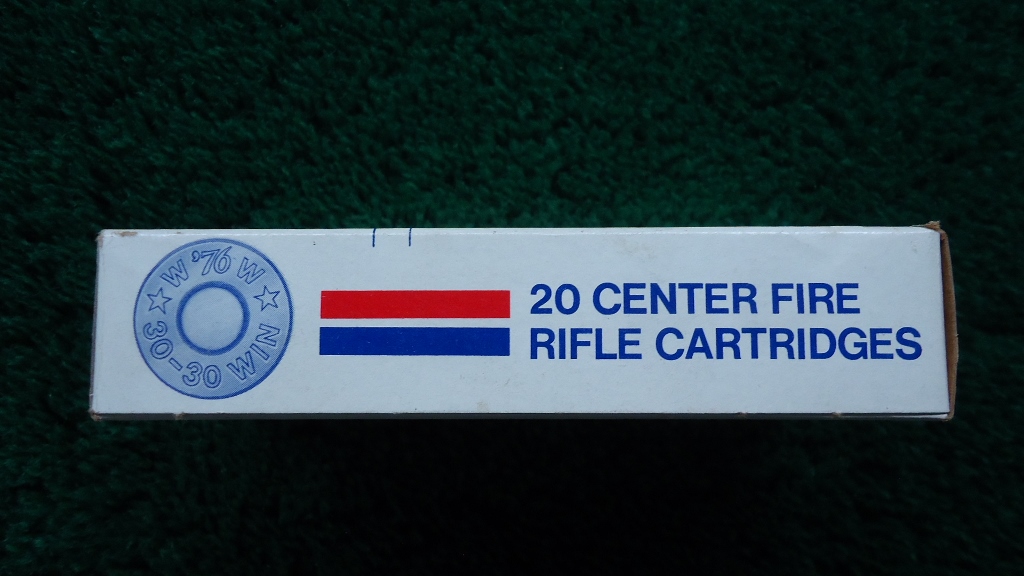 W '76 W
30-30 WIN
20 CENTER FIRE
RIFLE CARTRIDGES